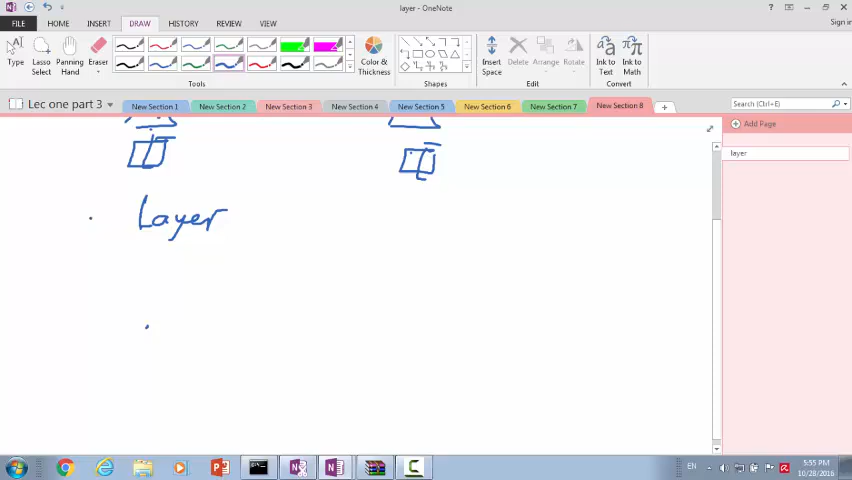 layer - OneNote
FILE HOME INSERT DRAW HISTORY REVIEW VIEW
Sign in
Type Lasso Select Panning Hand Eraser Color & Thickness Insert Space Delete Arrange Rotate Ink to Text Ink to Math
Tools Shapes Edit Convert
Lec one part 3 New Section 1 New Section 2 New Section 3 New Section 4 New Section 5 New Section 6 New Section 7 New Section 8 Search (Ctrl+E)
Add Page
layer
Layer
EN 5:55 PM
10/28/2016